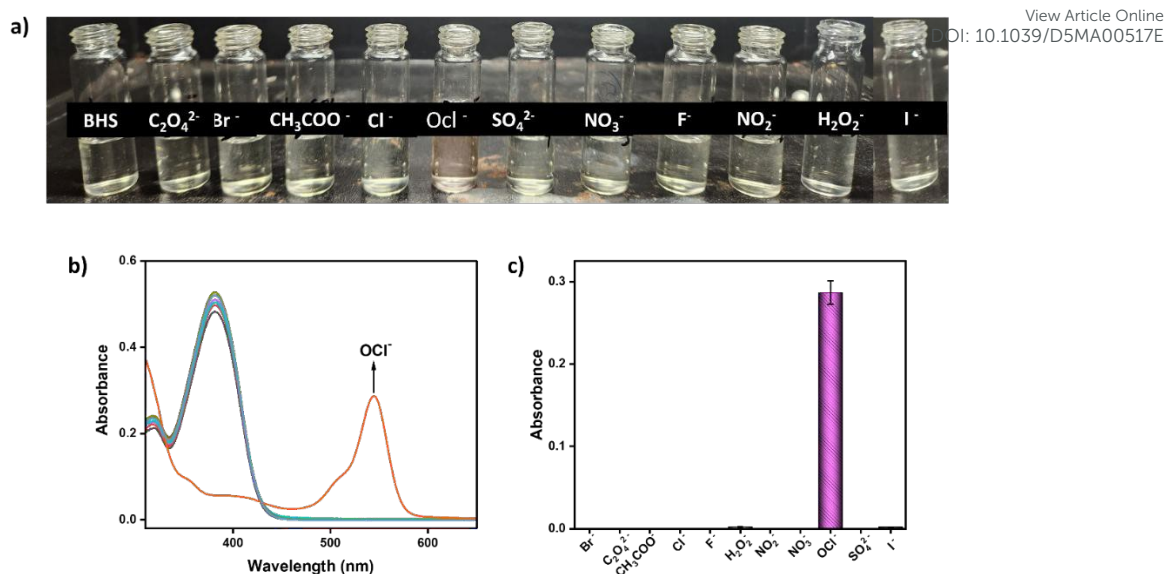 View Article Online
DOI: 10.1039/D5MA00517E
a)
BHS C₂O₄²⁻ Br⁻ CH₃COO⁻ Cl⁻ Ocl⁻ SO₄²⁻ NO₃⁻ F⁻ NO₂⁻ H₂O₂⁻ I⁻
b)
0.6
0.4
0.2
0.0
Absorbance
OCl⁻
400 500 600
Wavelength (nm)
c)
0.3
0.2
0.1
0.0
Absorbance
Br⁻ C₂O₄²⁻ CH₃COO⁻ Cl⁻ F⁻ H₂O₂⁻ NO₂⁻ NO₃⁻ OCl⁻ SO₄²⁻ I⁻